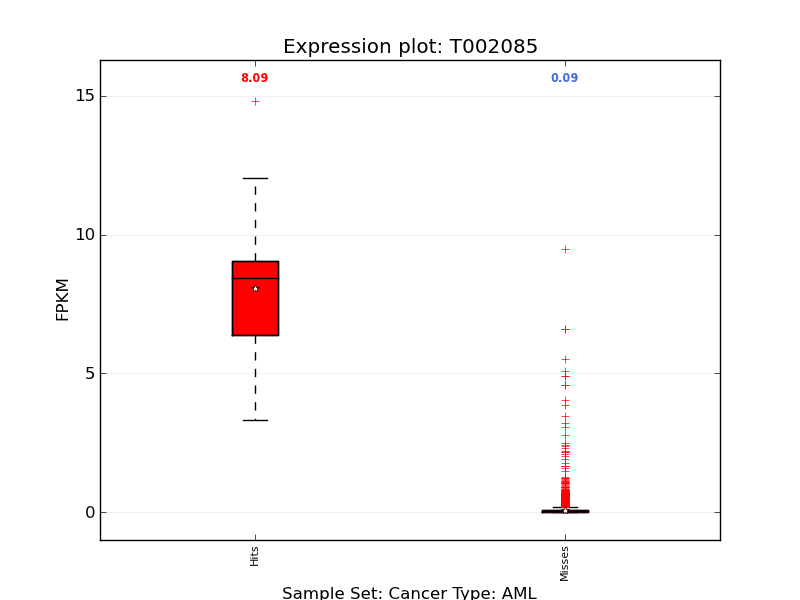 Expression plot: T002085
8.09
0.09
15
10
5
0
FPKM
Hits
Misses
Sample Set: Cancer Type: AML